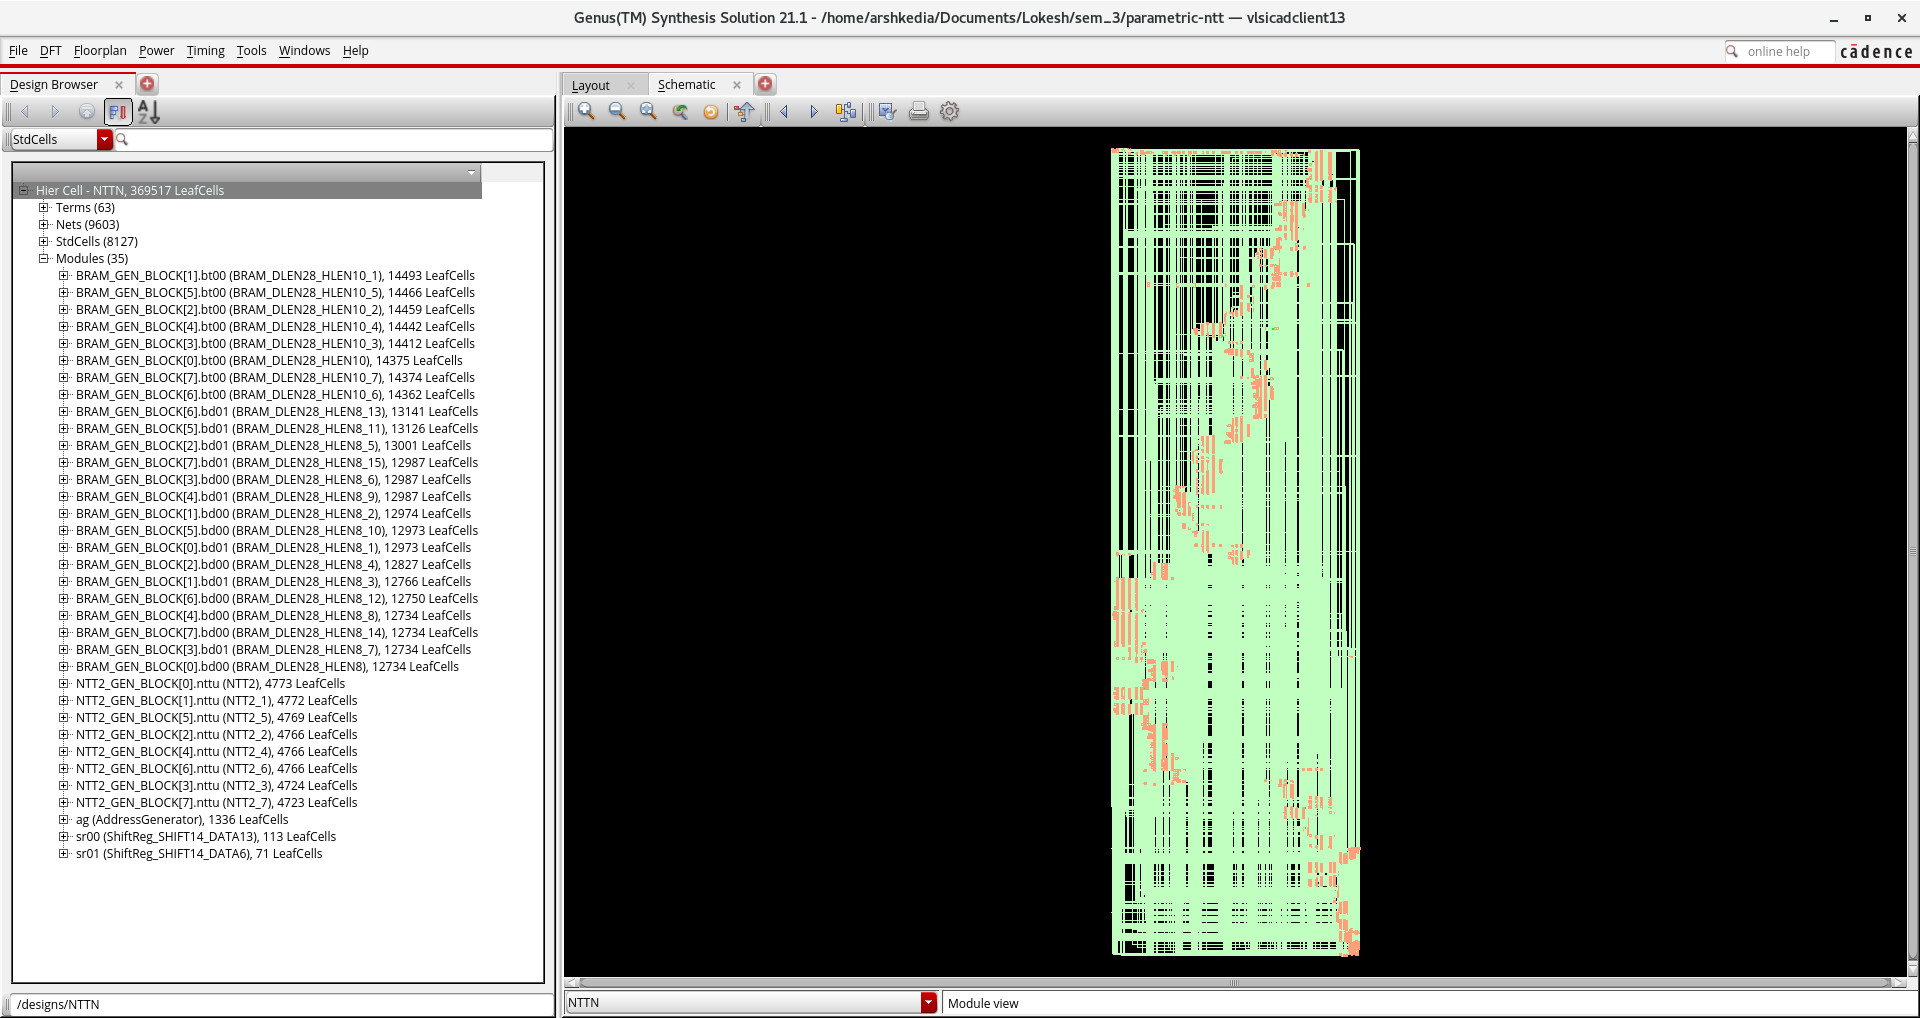 Genus(TM) Synthesis Solution 21.1 - /home/arshkedia/Documents/Lokesh/sem_3/parametric-ntt — vlsicadclient13
File DFT Floorplan Power Timing Tools Windows Help
online help
cādence
Design Browser
Layout
Schematic
StdCells
Hier Cell - NTTN, 369517 LeafCells
Terms (63)
Nets (9603)
StdCells (8127)
Modules (35)
BRAM_GEN_BLOCK[1].bt00 (BRAM_DLEN28_HLEN10_1), 14493 LeafCells
BRAM_GEN_BLOCK[5].bt00 (BRAM_DLEN28_HLEN10_5), 14466 LeafCells
BRAM_GEN_BLOCK[2].bt00 (BRAM_DLEN28_HLEN10_2), 14459 LeafCells
BRAM_GEN_BLOCK[4].bt00 (BRAM_DLEN28_HLEN10_4), 14442 LeafCells
BRAM_GEN_BLOCK[3].bt00 (BRAM_DLEN28_HLEN10_3), 14412 LeafCells
BRAM_GEN_BLOCK[0].bt00 (BRAM_DLEN28_HLEN10), 14375 LeafCells
BRAM_GEN_BLOCK[7].bt00 (BRAM_DLEN28_HLEN10_7), 14374 LeafCells
BRAM_GEN_BLOCK[6].bt00 (BRAM_DLEN28_HLEN10_6), 14362 LeafCells
BRAM_GEN_BLOCK[6].bd01 (BRAM_DLEN28_HLEN8_13), 13141 LeafCells
BRAM_GEN_BLOCK[5].bd01 (BRAM_DLEN28_HLEN8_11), 13126 LeafCells
BRAM_GEN_BLOCK[2].bd01 (BRAM_DLEN28_HLEN8_5), 13001 LeafCells
BRAM_GEN_BLOCK[7].bd01 (BRAM_DLEN28_HLEN8_15), 12987 LeafCells
BRAM_GEN_BLOCK[3].bd00 (BRAM_DLEN28_HLEN8_6), 12987 LeafCells
BRAM_GEN_BLOCK[4].bd01 (BRAM_DLEN28_HLEN8_9), 12987 LeafCells
BRAM_GEN_BLOCK[1].bd00 (BRAM_DLEN28_HLEN8_2), 12974 LeafCells
BRAM_GEN_BLOCK[5].bd00 (BRAM_DLEN28_HLEN8_10), 12973 LeafCells
BRAM_GEN_BLOCK[0].bd01 (BRAM_DLEN28_HLEN8_1), 12973 LeafCells
BRAM_GEN_BLOCK[2].bd00 (BRAM_DLEN28_HLEN8_4), 12827 LeafCells
BRAM_GEN_BLOCK[1].bd01 (BRAM_DLEN28_HLEN8_3), 12766 LeafCells
BRAM_GEN_BLOCK[6].bd00 (BRAM_DLEN28_HLEN8_12), 12750 LeafCells
BRAM_GEN_BLOCK[4].bd00 (BRAM_DLEN28_HLEN8_8), 12734 LeafCells
BRAM_GEN_BLOCK[7].bd00 (BRAM_DLEN28_HLEN8_14), 12734 LeafCells
BRAM_GEN_BLOCK[3].bd01 (BRAM_DLEN28_HLEN8_7), 12734 LeafCells
BRAM_GEN_BLOCK[0].bd00 (BRAM_DLEN28_HLEN8), 12734 LeafCells
NTT2_GEN_BLOCK[0].nttu (NTT2), 4773 LeafCells
NTT2_GEN_BLOCK[1].nttu (NTT2_1), 4772 LeafCells
NTT2_GEN_BLOCK[5].nttu (NTT2_5), 4769 LeafCells
NTT2_GEN_BLOCK[2].nttu (NTT2_2), 4766 LeafCells
NTT2_GEN_BLOCK[4].nttu (NTT2_4), 4766 LeafCells
NTT2_GEN_BLOCK[6].nttu (NTT2_6), 4766 LeafCells
NTT2_GEN_BLOCK[3].nttu (NTT2_3), 4724 LeafCells
NTT2_GEN_BLOCK[7].nttu (NTT2_7), 4723 LeafCells
ag (AddressGenerator), 1336 LeafCells
sr00 (ShiftReg_SHIFT14_DATA13), 113 LeafCells
sr01 (ShiftReg_SHIFT14_DATA6), 71 LeafCells
/designs/NTTN
NTTN
Module view